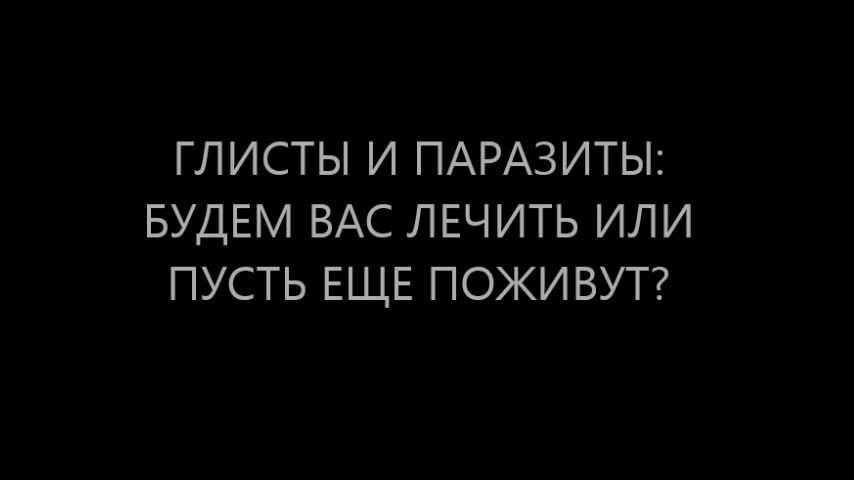 ГЛИСТЫ И ПАРАЗИТЫ:
БУДЕМ ВАС ЛЕЧИТЬ ИЛИ
ПУСТЬ ЕЩЕ ПОЖИВУТ?